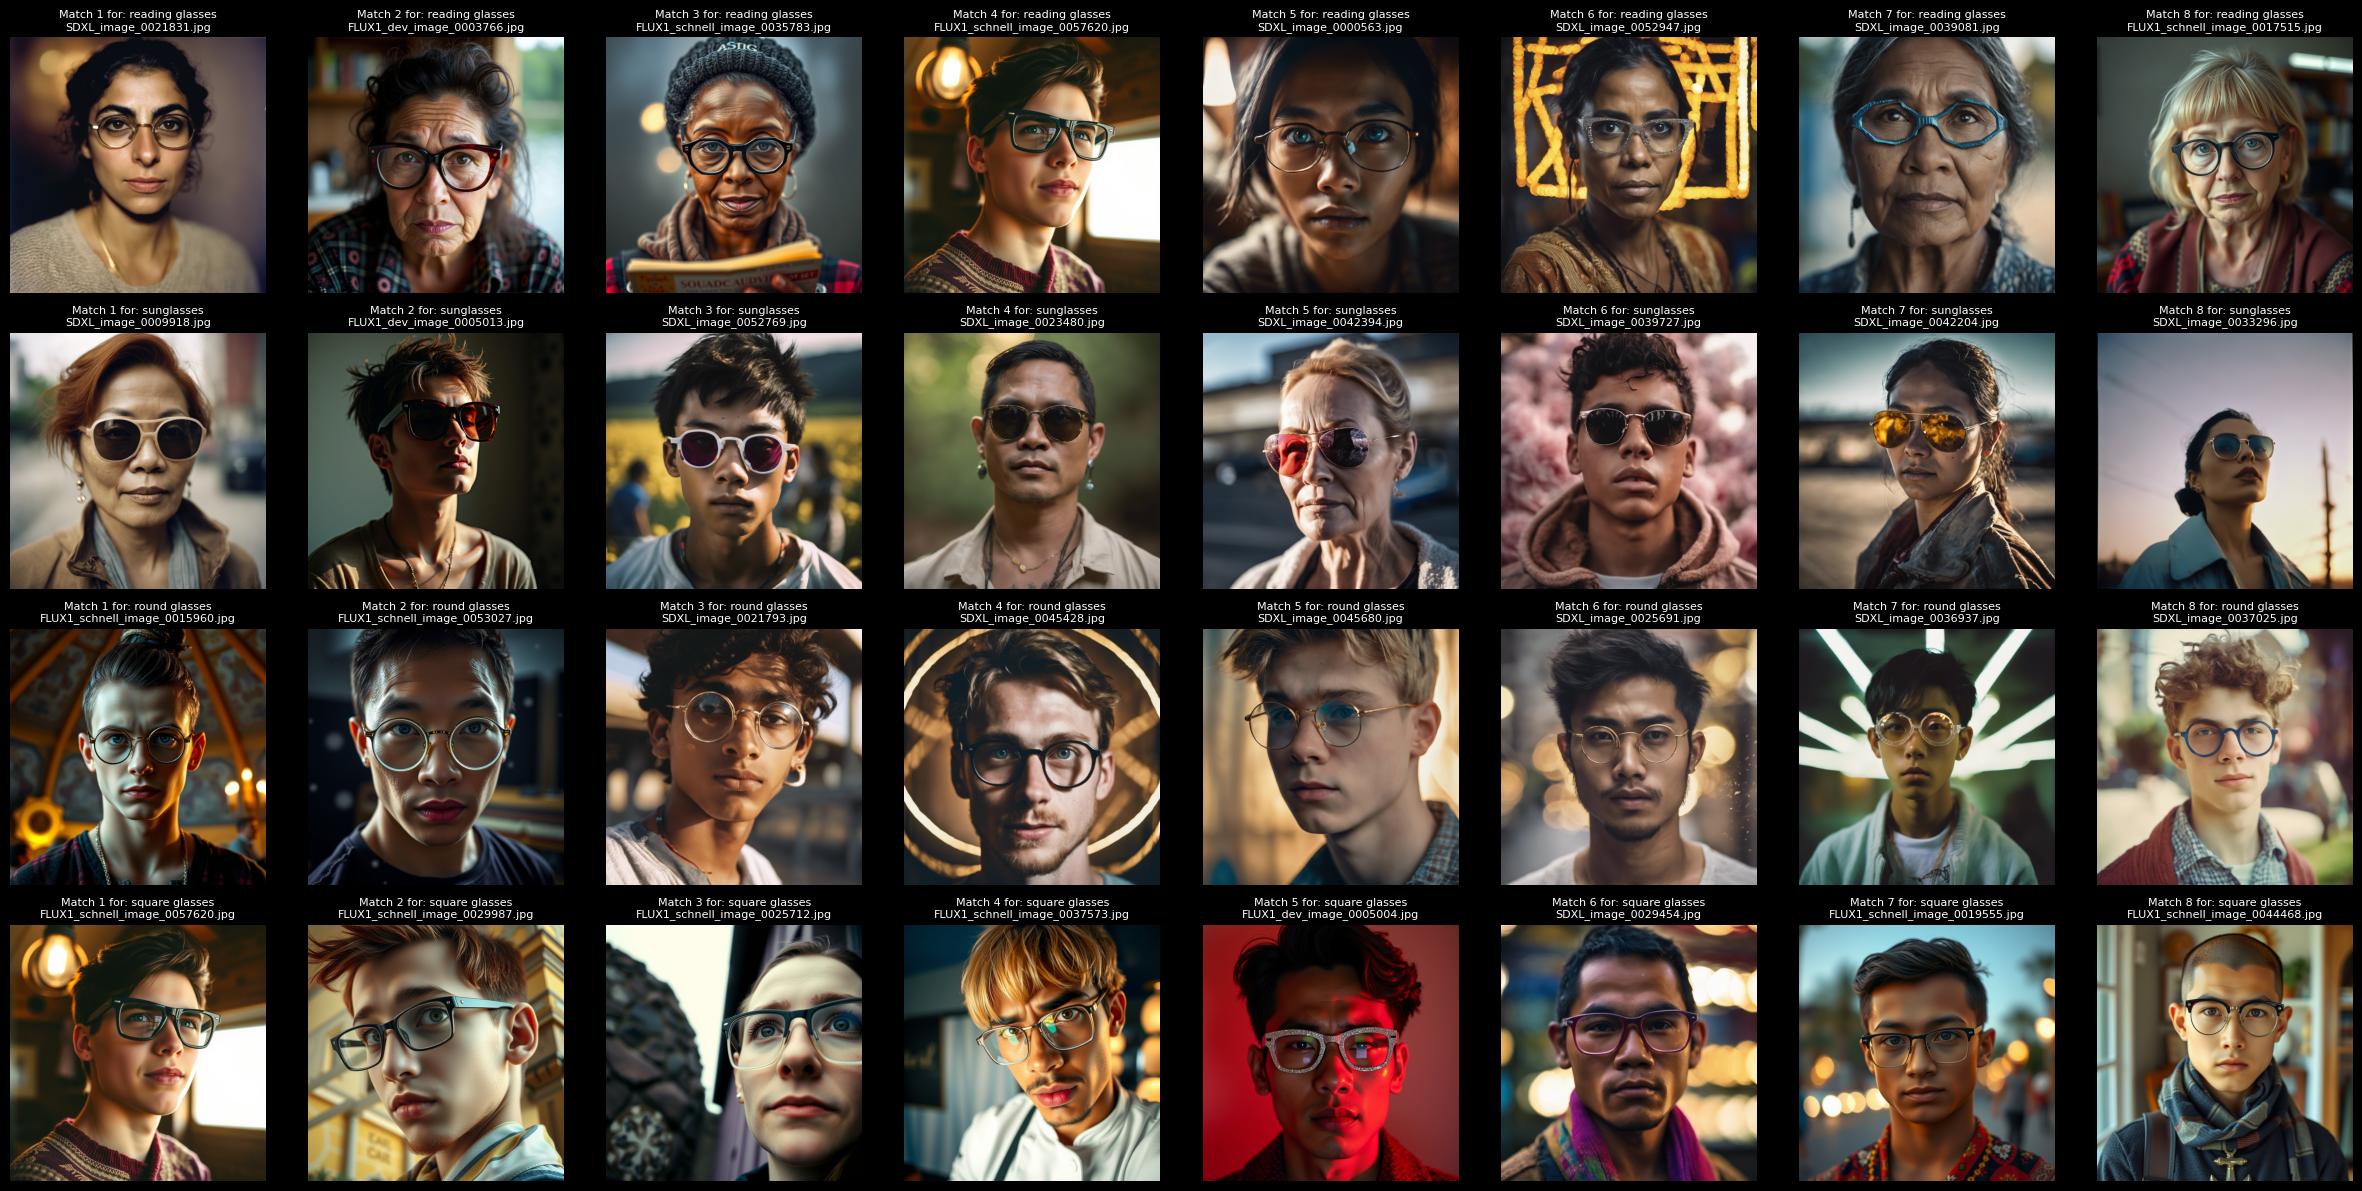 Match 1 for: reading glasses
SDXL_image_0021831.jpg
Match 2 for: reading glasses
FLUX1_dev_image_0003766.jpg
Match 3 for: reading glasses
FLUX1_schnell_image_0035783.jpg
Match 4 for: reading glasses
FLUX1_schnell_image_0057620.jpg
Match 5 for: reading glasses
SDXL_image_0000563.jpg
Match 6 for: reading glasses
SDXL_image_0052947.jpg
Match 7 for: reading glasses
SDXL_image_0039081.jpg
Match 8 for: reading glasses
FLUX1_schnell_image_0017515.jpg
Match 1 for: sunglasses
SDXL_image_0009918.jpg
Match 2 for: sunglasses
FLUX1_dev_image_0005013.jpg
Match 3 for: sunglasses
SDXL_image_0052769.jpg
Match 4 for: sunglasses
SDXL_image_0023480.jpg
Match 5 for: sunglasses
SDXL_image_0042394.jpg
Match 6 for: sunglasses
SDXL_image_0039727.jpg
Match 7 for: sunglasses
SDXL_image_0042204.jpg
Match 8 for: sunglasses
SDXL_image_0033296.jpg
Match 1 for: round glasses
FLUX1_schnell_image_0015960.jpg
Match 2 for: round glasses
FLUX1_schnell_image_0053027.jpg
Match 3 for: round glasses
SDXL_image_0021793.jpg
Match 4 for: round glasses
SDXL_image_0045428.jpg
Match 5 for: round glasses
SDXL_image_0045680.jpg
Match 6 for: round glasses
SDXL_image_0025691.jpg
Match 7 for: round glasses
SDXL_image_0036937.jpg
Match 8 for: round glasses
SDXL_image_0037025.jpg
Match 1 for: square glasses
FLUX1_schnell_image_0057620.jpg
Match 2 for: square glasses
FLUX1_schnell_image_0029987.jpg
Match 3 for: square glasses
FLUX1_schnell_image_0025712.jpg
Match 4 for: square glasses
FLUX1_schnell_image_0037573.jpg
Match 5 for: square glasses
FLUX1_dev_image_0005004.jpg
Match 6 for: square glasses
SDXL_image_0029454.jpg
Match 7 for: square glasses
FLUX1_schnell_image_0019555.jpg
Match 8 for: square glasses
FLUX1_schnell_image_0044468.jpg